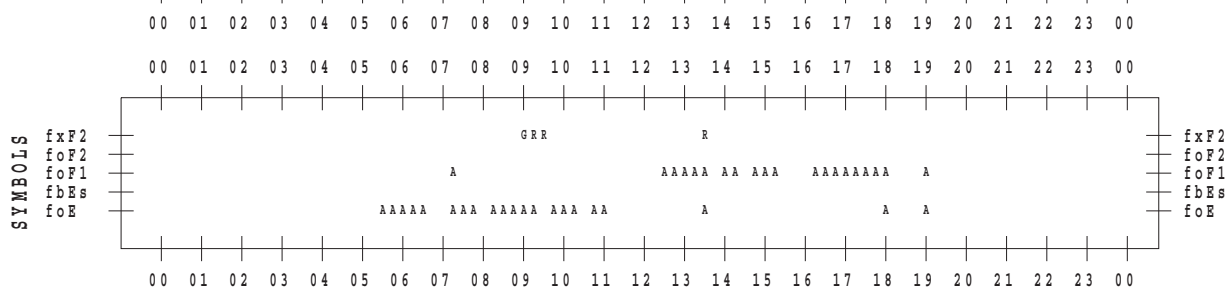 00 01 02 03 04 05 06 07 08 09 10 11 12 13 14 15 16 17 18 19 20 21 22 23 00
00 01 02 03 04 05 06 07 08 09 10 11 12 13 14 15 16 17 18 19 20 21 22 23 00
SYMBOLS
fxF2 GRR R fxF2
foF2 foF2
foF1 A AAAAA AA AAA AAAAAAAA A foF1
fbEs fbEs
foE AAAAA AAA AAAAA AAA AA A A A foE
00 01 02 03 04 05 06 07 08 09 10 11 12 13 14 15 16 17 18 19 20 21 22 23 00